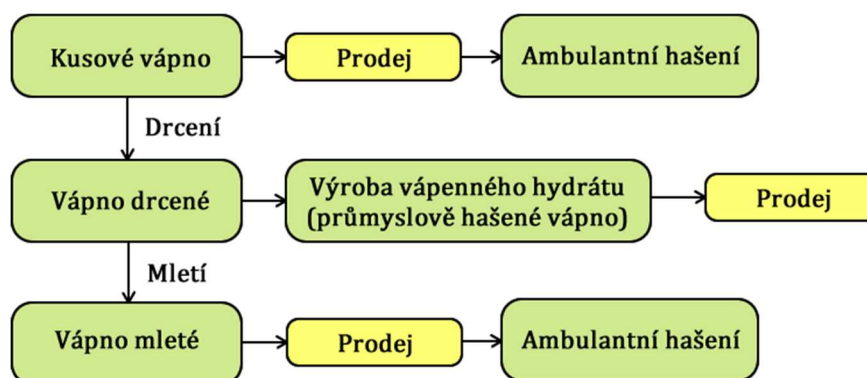 Kusové vápno
Prodej
Ambulantní hašení
Drcení
Vápno drcené
Výroba vápenného hydrátu
(průmyslově hašené vápno)
Prodej
Mletí
Vápno mleté
Prodej
Ambulantní hašení